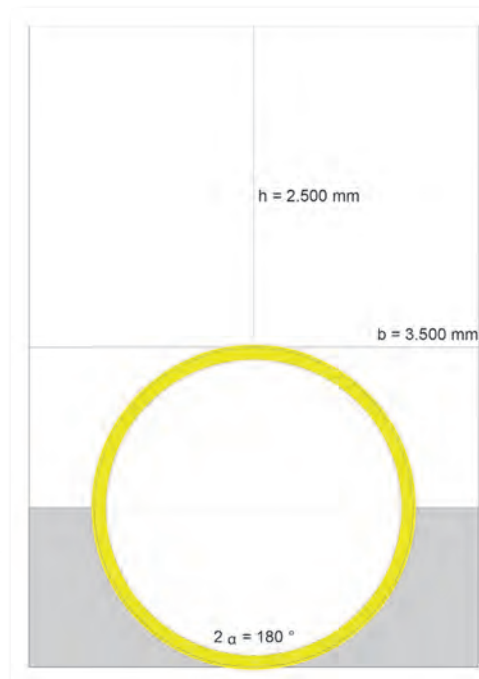 h = 2.500 mm
b = 3.500 mm
2 α = 180 °